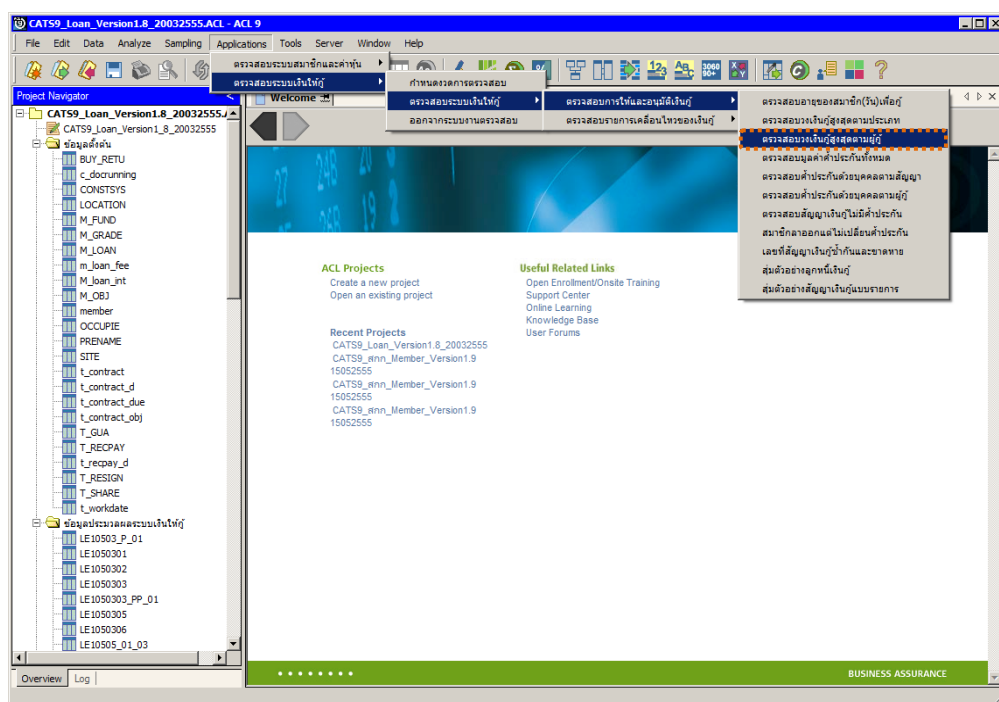 CATS9_Loan_Version1.8_20032555.ACL - ACL 9
File Edit Data Analyze Sampling Applications Tools Server Window Help
ตรวจสอบระบบสมาชิกและค่าหุ้น
ตรวจสอบระบบเงินให้กู้
กำหนดงวดการตรวจสอบ
ตรวจสอบระบบเงินให้กู้
ออกจากระบบงานตรวจสอบ
ตรวจสอบการให้และอนุมัติเงินกู้
ตรวจสอบรายการเคลื่อนไหวของเงินกู้
ตรวจสอบอายุของสมาชิก(วัน)เพื่อกู้
ตรวจสอบวงเงินกู้สูงสุดตามประเภท
ตรวจสอบวงเงินกู้สูงสุดตามผู้กู้
ตรวจสอบมูลค่าค้ำประกันทั้งหมด
ตรวจสอบค้ำประกันด้วยบุคคลตามสัญญา
ตรวจสอบค้ำประกันด้วยบุคคลตามผู้กู้
ตรวจสอบสัญญาเงินกู้ไม่มีค้ำประกัน
สมาชิกลาออกแต่ไม่เปลี่ยนค้ำประกัน
เลขที่สัญญาเงินกู้ซ้ำกันและขาดหาย
สุ่มตัวอย่างลูกหนี้เงินกู้
สุ่มตัวอย่างสัญญาเงินกู้แบบรายการ
Project Navigator
CATS9_Loan_Version1.8_20032555.A
CATS9_Loan_Version1_8_20032555
ข้อมูลตั้งต้น
BUY_RETU
c_docrunning
CONSTSYS
LOCATION
M_FUND
M_GRADE
M_LOAN
m_loan_fee
M_loan_int
M_OBJ
member
OCCUPIE
PRENAME
SITE
t_contract
t_contract_d
t_contract_due
t_contract_obj
T_GUA
T_RECPAY
t_recpay_d
T_RESIGN
T_SHARE
t_workdate
ข้อมูลประมวลผลระบบเงินให้กู้
LE10503_P_01
LE1050301
LE1050302
LE1050303
LE1050303_PP_01
LE1050305
LE1050306
LE10505_01_03
Overview Log
Welcome
ACL Projects
Create a new project
Open an existing project
Recent Projects
CATS9_Loan_Version1.8_20032555
CATS9_สตท_Member_Version1.9
15052555
CATS9_สตท_Member_Version1.9
15052555
CATS9_สตท_Member_Version1.9
15052555
Useful Related Links
Open Enrollment/Onsite Training
Support Center
Online Learning
Knowledge Base
User Forums
BUSINESS ASSURANCE